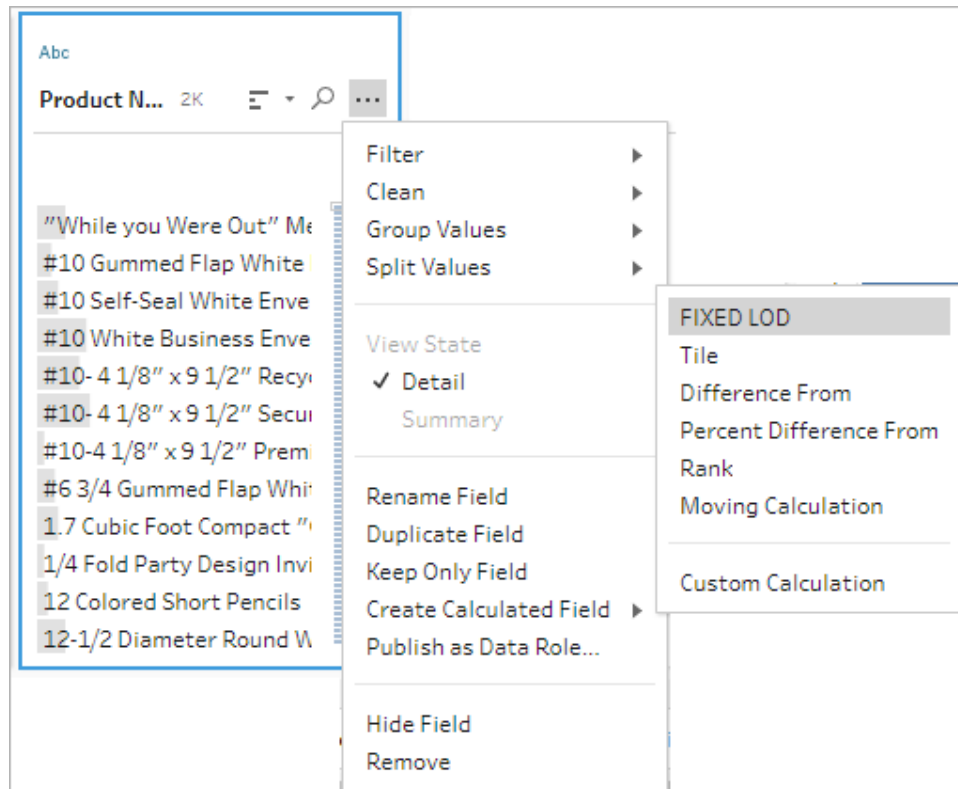 Abc
Product N... 2K
"While you Were Out" Me
#10 Gummed Flap White
#10 Self-Seal White Enve
#10 White Business Enve
#10- 4 1/8" x 9 1/2" Recy
#10- 4 1/8" x 9 1/2" Secur
#10-4 1/8" x 9 1/2" Premi
#6 3/4 Gummed Flap Whit
1.7 Cubic Foot Compact "
1/4 Fold Party Design Invi
12 Colored Short Pencils
12-1/2 Diameter Round W
Filter
Clean
Group Values
Split Values
View State
✓ Detail
Summary
Rename Field
Duplicate Field
Keep Only Field
Create Calculated Field
Publish as Data Role...
Hide Field
Remove
FIXED LOD
Tile
Difference From
Percent Difference From
Rank
Moving Calculation
Custom Calculation